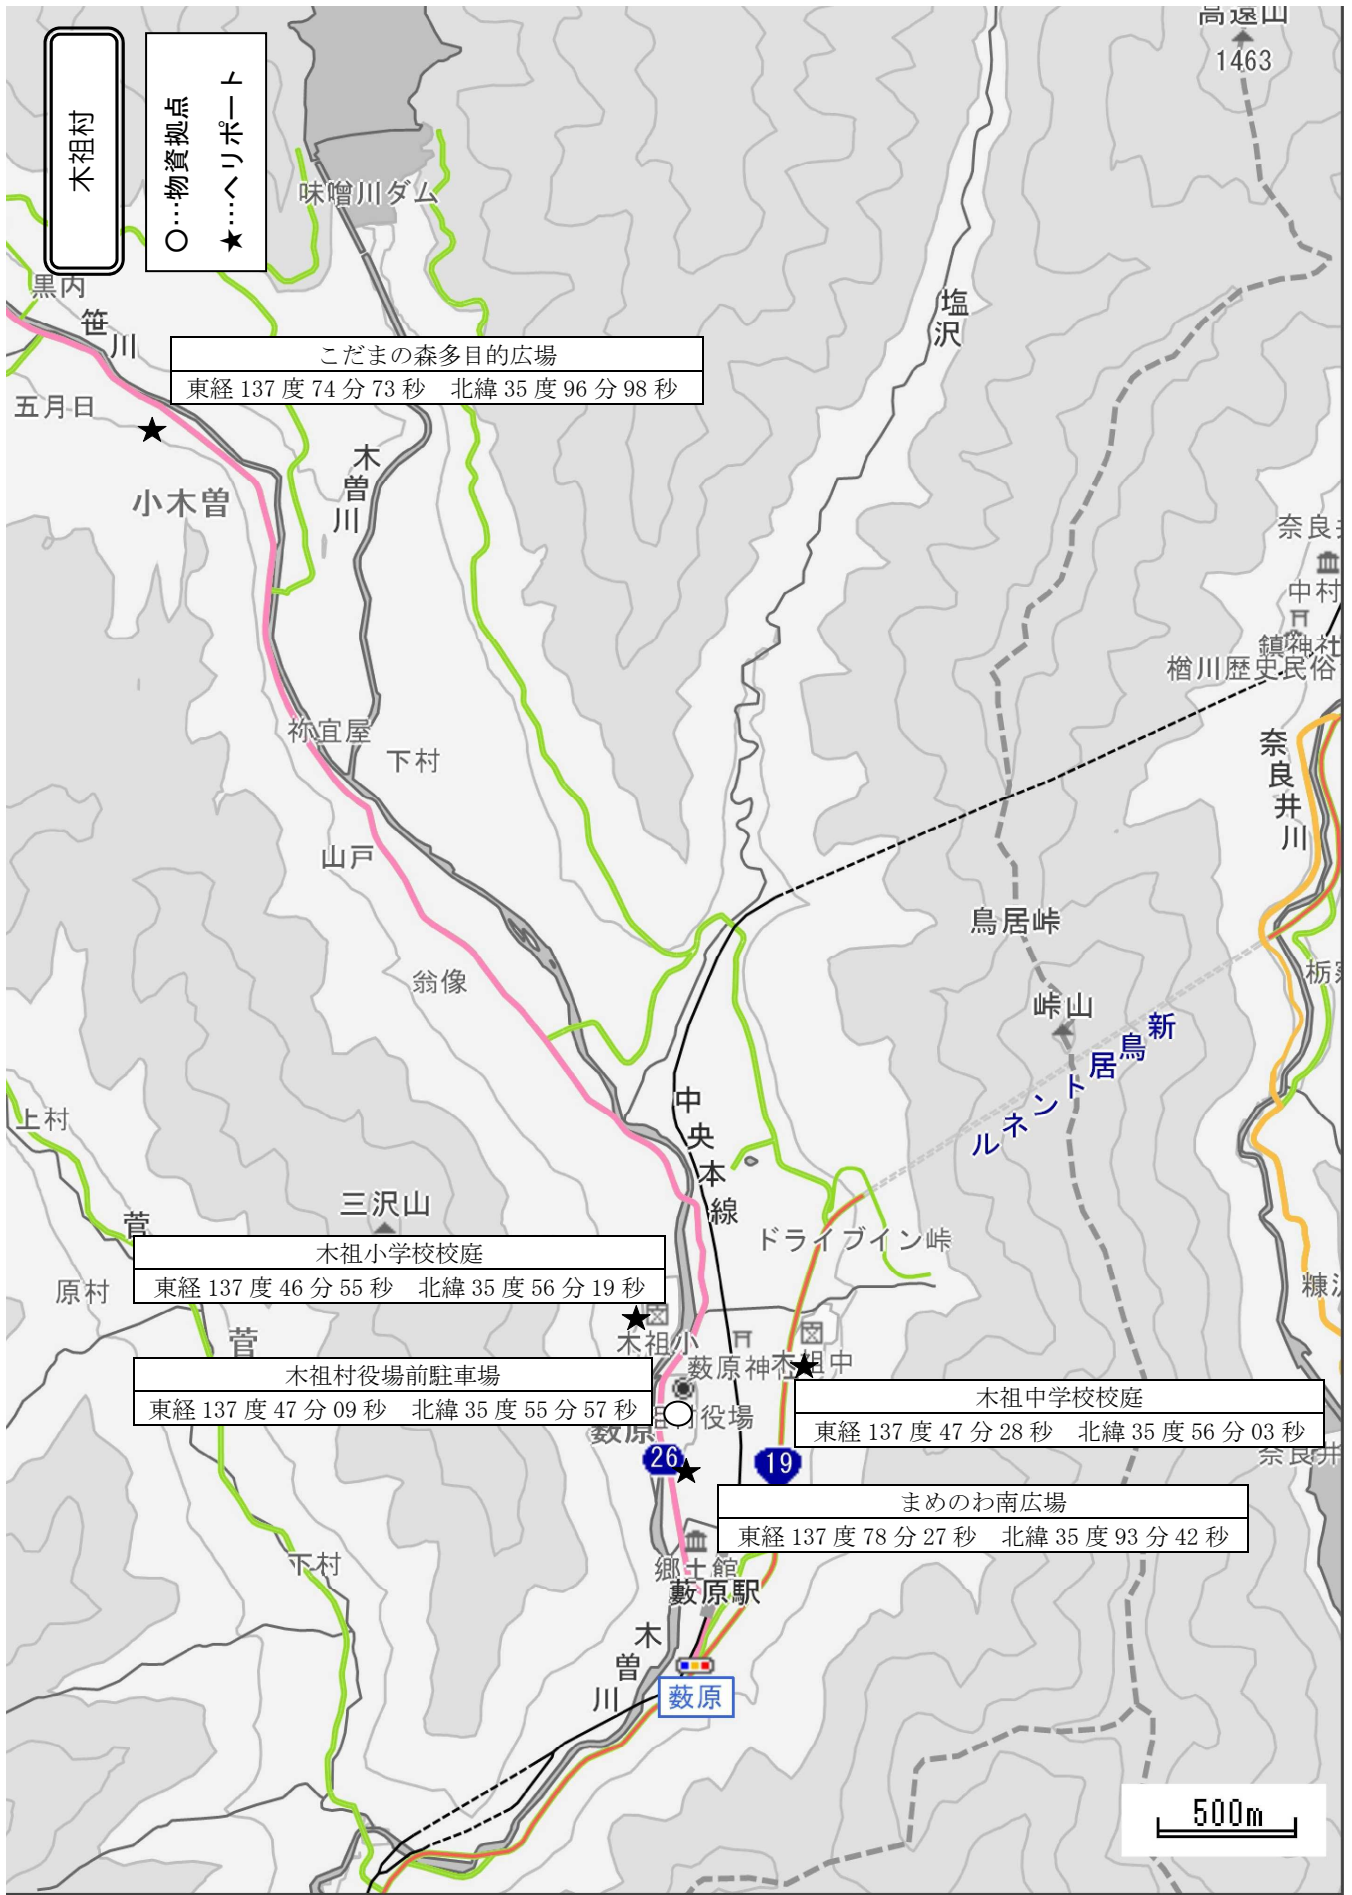 木祖村
〇…物資拠点
★…ヘリポート
高遠山
1463
味噌川ダム
黒内
笹川
塩沢
こだまの森多目的広場
東経 137 度 74 分 73 秒　北緯 35 度 96 分 98 秒
五月日
木曽川
小木曽
奈良井
中村
鎮神社
楢川歴史民俗
祢宜屋
下村
奈良井川
山戸
鳥居峠
翁像
峠山
新鳥居トンネル
上村
中央本線
三沢山
菅
ドライブイン峠
木祖小学校校庭
東経 137 度 46 分 55 秒　北緯 35 度 56 分 19 秒
原村
菅
木祖小
藪原神社
木祖中
木祖村役場前駐車場
東経 137 度 47 分 09 秒　北緯 35 度 55 分 57 秒
役場
藪原
木祖中学校校庭
東経 137 度 47 分 28 秒　北緯 35 度 56 分 03 秒
奈良井
26
19
まめのわ南広場
東経 137 度 78 分 27 秒　北緯 35 度 93 分 42 秒
下村
郷土館
藪原駅
木曽川
藪原
500m